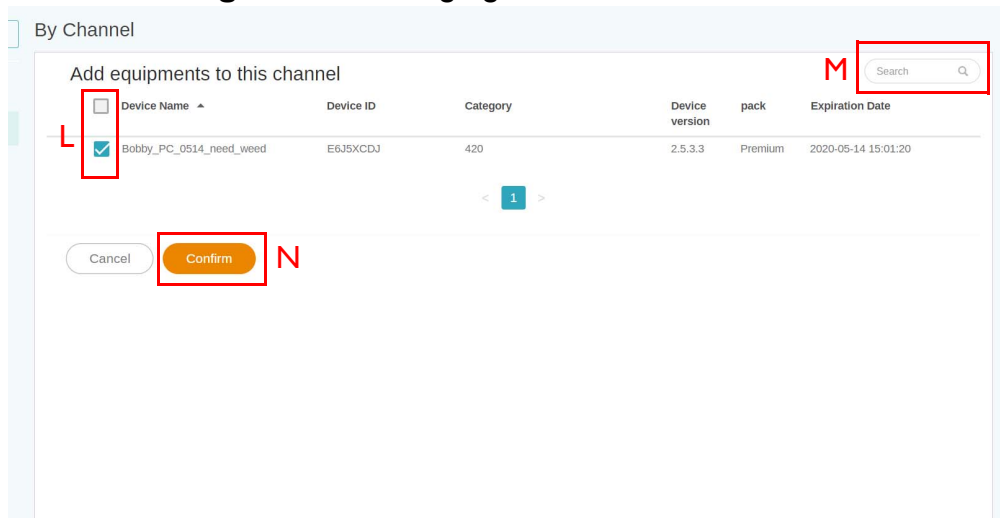 By Channel
Add equipments to this channel
M
Search
L
Device Name Device ID Category Device version pack Expiration Date
Bobby_PC_0514_need_weed E6J5XCDJ 420 2.5.3.3 Premium 2020-05-14 15:01:20
< 1 >
Cancel Confirm N